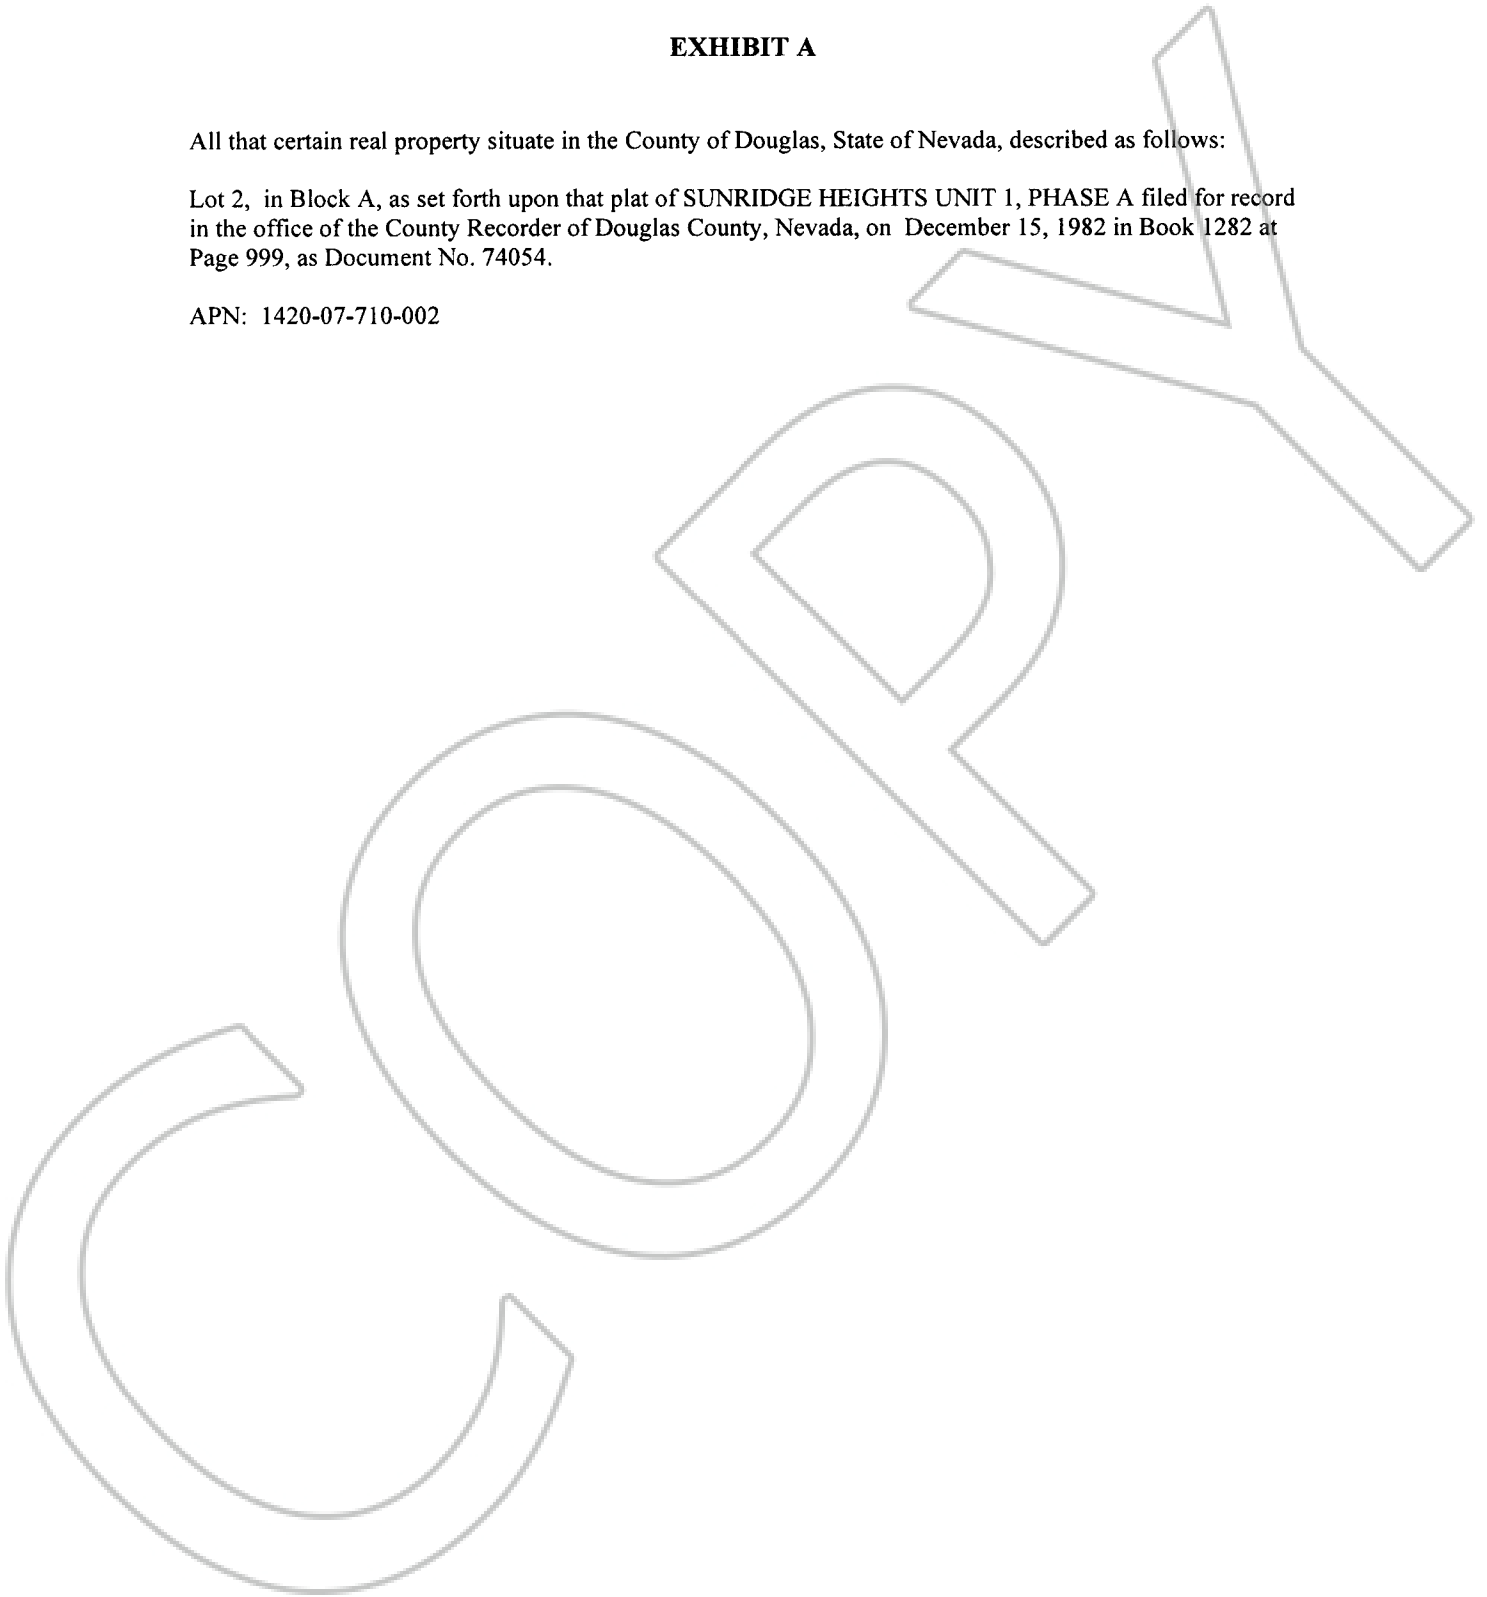 EXHIBIT A
All that certain real property situate in the County of Douglas, State of Nevada, described as follows:
Lot 2,  in Block A, as set forth upon that plat of SUNRIDGE HEIGHTS UNIT 1, PHASE A filed for record
in the office of the County Recorder of Douglas County, Nevada, on  December 15, 1982 in Book 1282 at
Page 999, as Document No. 74054.
APN:  1420-07-710-002
COPY